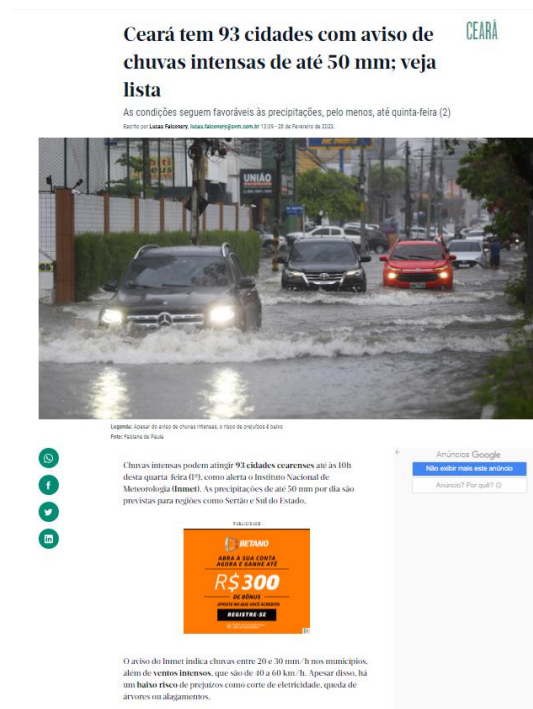 Ceará tem 93 cidades com aviso de
chuvas intensas de até 50 mm; veja
lista
CEARÁ
As condições seguem favoráveis às precipitações, pelo menos, até quinta-feira (2)
Escrito por Lucas Falconery, lucas.falconery@svm.com.br 13:39 - 28 de Fevereiro de 2023.
UNIÃO
Legenda: Apesar do aviso de chuvas intensas, o risco de prejuízos é baixo
Foto: Fabiane de Paula
Chuvas intensas podem atingir 93 cidades cearenses até às 10h
desta quarta-feira (1º), como alerta o Instituto Nacional de
Meteorologia (Inmet). As precipitações de até 50 mm por dia são
previstas para regiões como Sertão e Sul do Estado.
Anúncios Google
Não exibir mais este anúncio
Anúncio? Por quê?
PUBLICIDADE
BETANO
ABRA A SUA CONTA
AGORA E GANHE ATÉ
R$300
DE BÔNUS
APOSTE NO QUE VOCÊ ACREDITA
REGISTRE-SE
O aviso do Inmet indica chuvas entre 20 e 30 mm/h nos municípios,
além de ventos intensos, que são de 40 a 60 km/h. Apesar disso, há
um baixo risco de prejuízos como corte de eletricidade, queda de
árvores ou alagamentos.